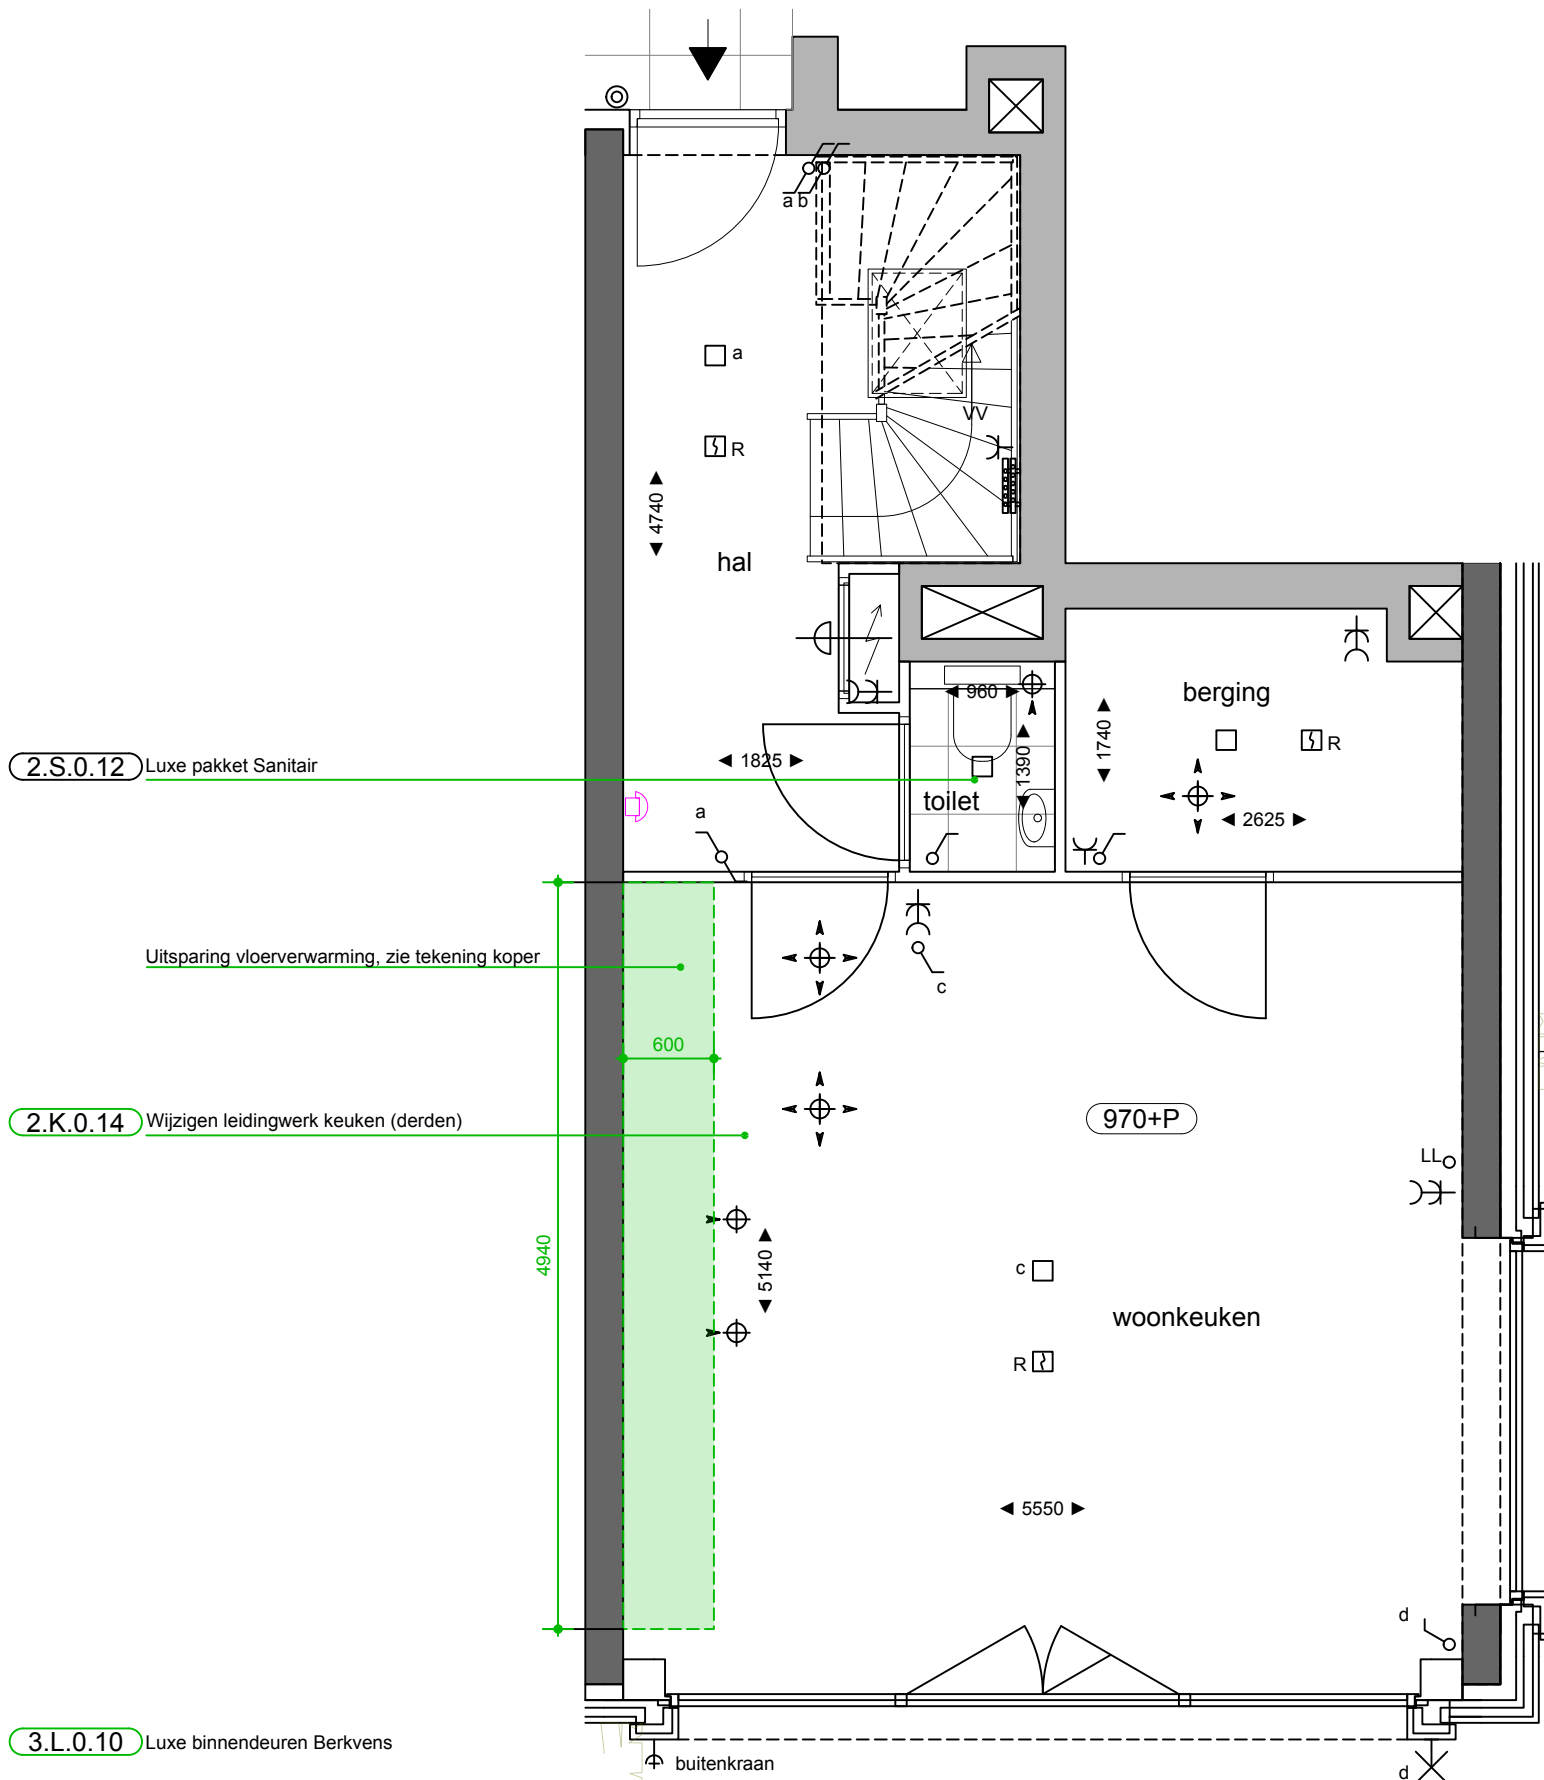 a b
a
R
VV
4740
hal
960
berging
1740
R
1390
2.S.0.12 Luxe pakket Sanitair
1825
toilet
2625
a
Uitsparing vloerverwarming, zie tekening koper
c
600
2.K.0.14 Wijzigen leidingwerk keuken (derden)
970+P
LL
4940
5140
c
woonkeuken
R
5550
d
3.L.0.10 Luxe binnendeuren Berkvens
buitenkraan
d